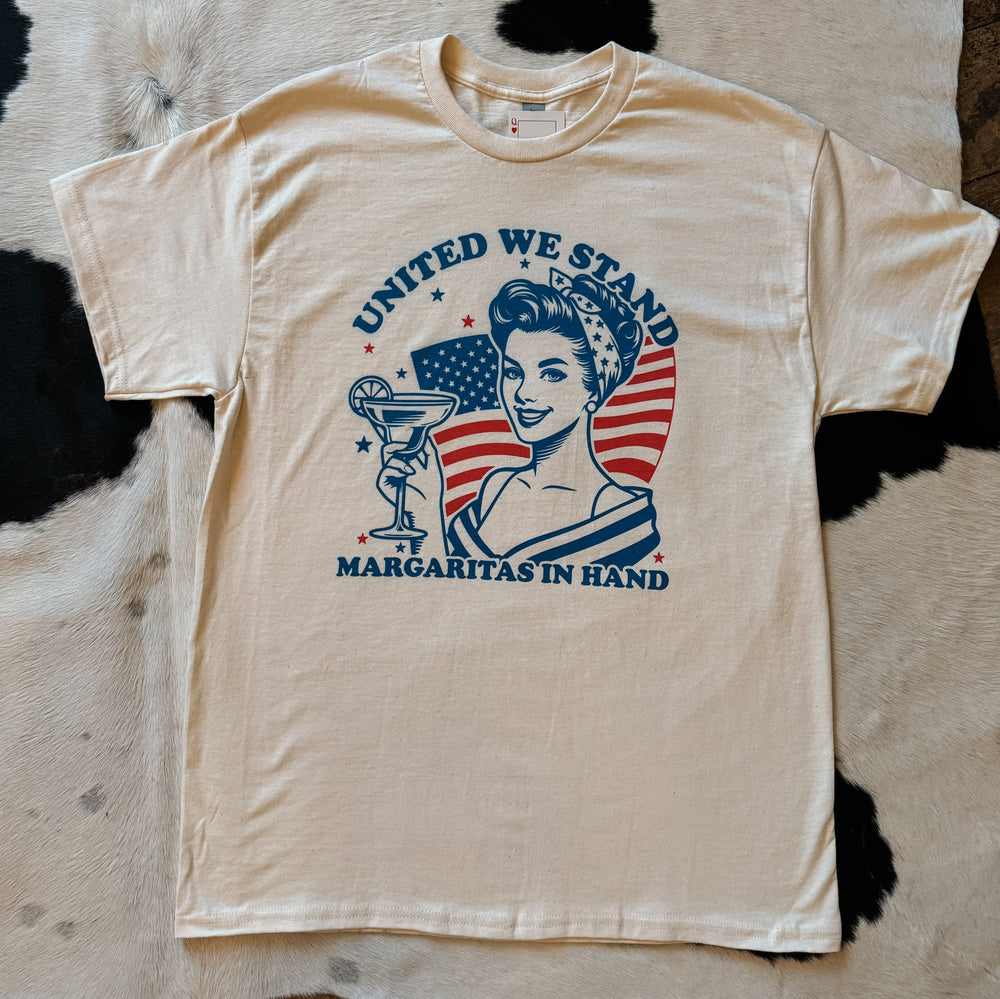 Q
UNITED WE STAND
MARGARITAS IN HAND